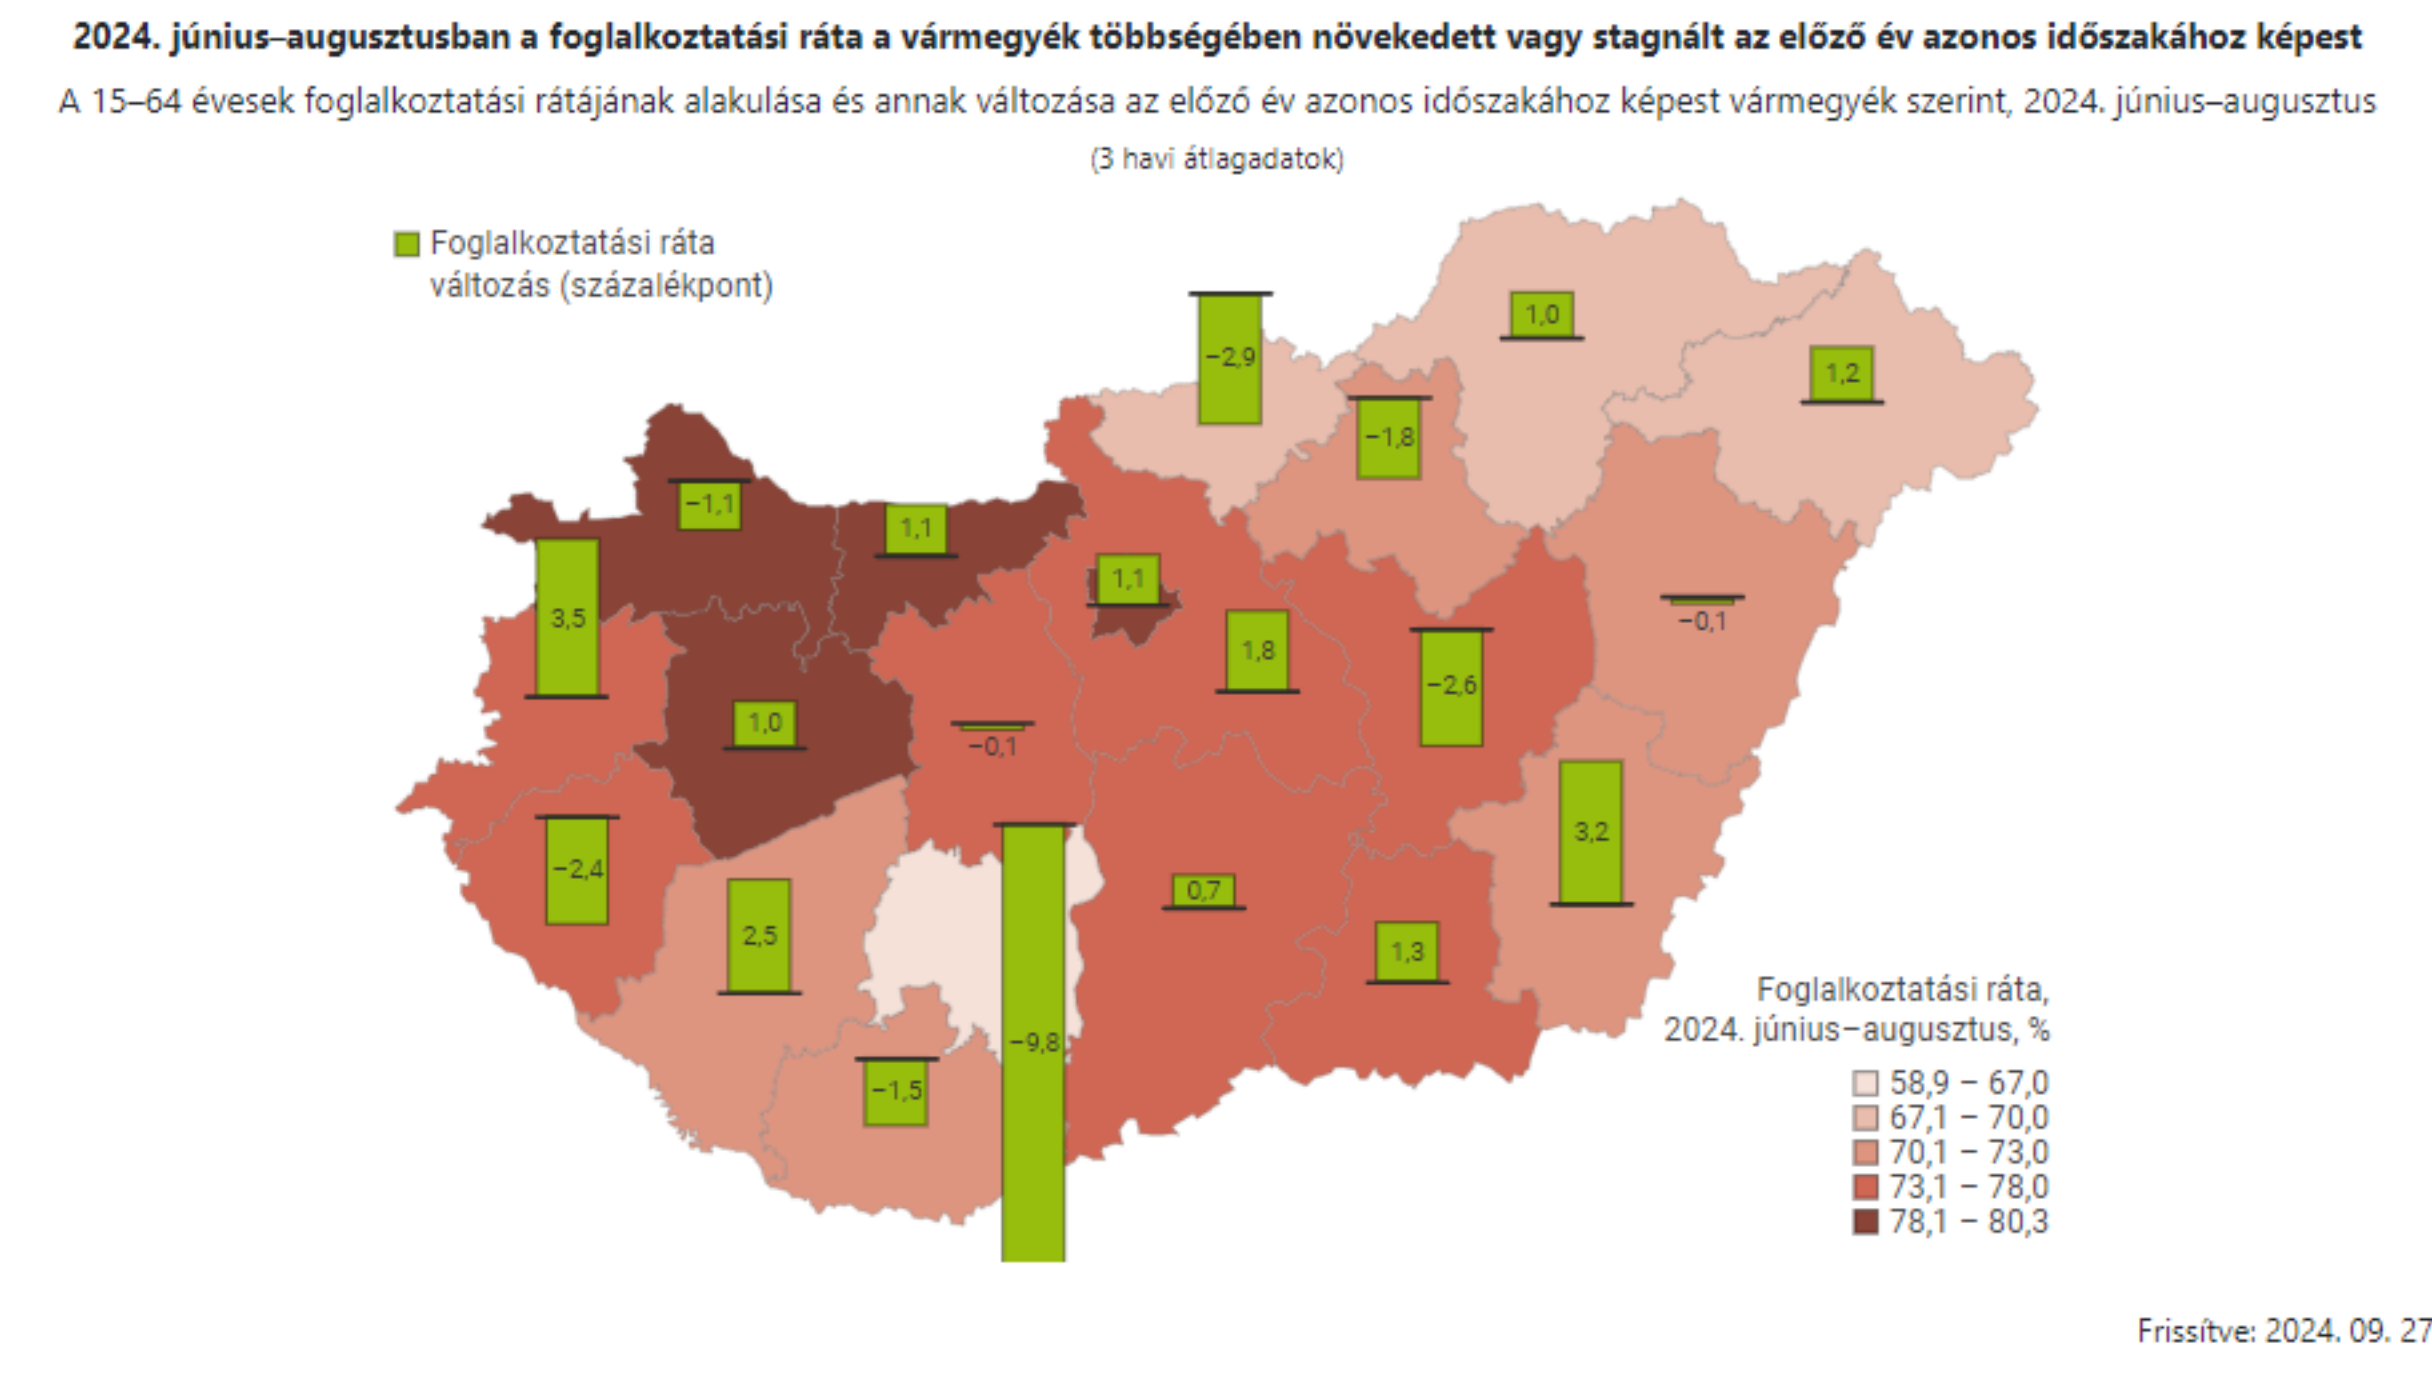 2024. június–augusztusban a foglalkoztatási ráta a vármegyék többségében növekedett vagy stagnált az előző év azonos időszakához képest
A 15–64 évesek foglalkoztatási rátájának alakulása és annak változása az előző év azonos időszakához képest vármegyék szerint, 2024. június–augusztus
(3 havi átlagadatok)
Foglalkoztatási ráta
változás (százalékpont)
1,0
−2,9
1,2
−1,8
−1,1
1,1
1,1
3,5
−0,1
1,8
−2,6
1,0
−0,1
3,2
−2,4
0,7
2,5
1,3
−9,8
−1,5
Foglalkoztatási ráta,
2024. június−augusztus, %
58,9 − 67,0
67,1 − 70,0
70,1 − 73,0
73,1 − 78,0
78,1 − 80,3
Frissítve: 2024. 09. 27